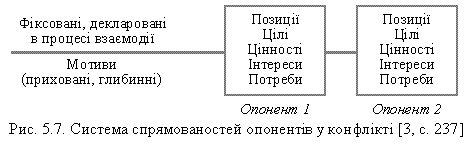 Фіксовані, декларовані
в процесі взаємодії
Мотиви
(приховані, глибинні)
Позиції
Цілі
Цінності
Інтереси
Потреби
Опонент 1
Позиції
Цілі
Цінності
Інтереси
Потреби
Опонент 2
Рис. 5.7. Система спрямованостей опонентів у конфлікті [3, с. 237]